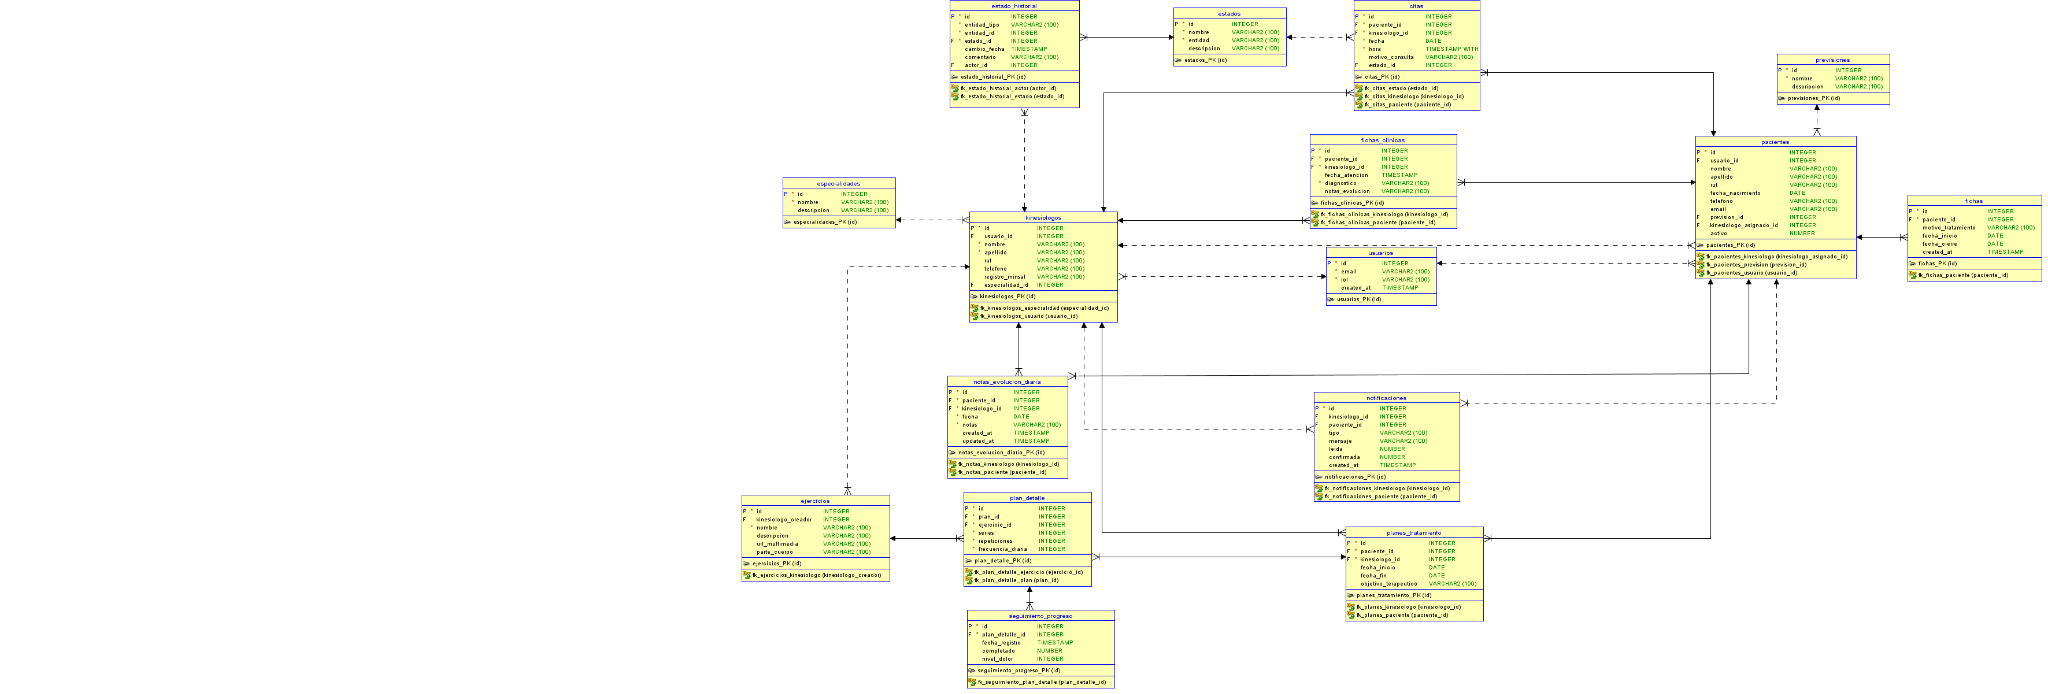 estado_historial
P * id INTEGER
* entidad_tipo VARCHAR2 (100)
* entidad_id INTEGER
F * estado_id INTEGER
cambio_fecha TIMESTAMP
comentario VARCHAR2 (100)
F actor_id INTEGER
estado_historial_PK (id)
fk_estado_historial_actor (actor_id)
fk_estado_historial_estado (estado_id)
estados
P * id INTEGER
* nombre VARCHAR2 (100)
* entidad VARCHAR2 (100)
descripcion VARCHAR2 (100)
estados_PK (id)
citas
P * id INTEGER
F * paciente_id INTEGER
F * kinesiologo_id INTEGER
* fecha DATE
* hora TIMESTAMP WITH
motivo_consulta VARCHAR2 (100)
F estado_id INTEGER
citas_PK (id)
fk_citas_estado (estado_id)
fk_citas_kinesiologo (kinesiologo_id)
fk_citas_paciente (paciente_id)
previsiones
P * id INTEGER
* nombre VARCHAR2 (100)
descripcion VARCHAR2 (100)
previsiones_PK (id)
fichas_clinicas
P * id INTEGER
F * paciente_id INTEGER
F * kinesiologo_id INTEGER
fecha_atencion TIMESTAMP
* diagnostico VARCHAR2 (100)
notas_evolucion VARCHAR2 (100)
fichas_clinicas_PK (id)
fk_fichas_clinicas_kinesiologo (kinesiologo_id)
fk_fichas_clinicas_paciente (paciente_id)
pacientes
P * id INTEGER
F usuario_id INTEGER
nombre VARCHAR2 (100)
apellido VARCHAR2 (100)
rut VARCHAR2 (100)
fecha_nacimiento DATE
telefono VARCHAR2 (100)
email VARCHAR2 (100)
F prevision_id INTEGER
F kinesiologo_asignado_id INTEGER
activo NUMBER
pacientes_PK (id)
fk_pacientes_kinesiologo (kinesiologo_asignado_id)
fk_pacientes_prevision (prevision_id)
fk_pacientes_usuario (usuario_id)
especialidades
P * id INTEGER
* nombre VARCHAR2 (100)
descripcion VARCHAR2 (100)
especialidades_PK (id)
fichas
P * id INTEGER
F * paciente_id INTEGER
motivo_tratamiento VARCHAR2 (100)
fecha_inicio DATE
fecha_cierre DATE
created_at TIMESTAMP
fichas_PK (id)
fk_fichas_paciente (paciente_id)
kinesiologos
P * id INTEGER
F usuario_id INTEGER
* nombre VARCHAR2 (100)
* apellido VARCHAR2 (100)
rut VARCHAR2 (100)
telefono VARCHAR2 (100)
registro_minsal VARCHAR2 (100)
F especialidad_id INTEGER
kinesiologos_PK (id)
fk_kinesiologos_especialidad (especialidad_id)
fk_kinesiologos_usuario (usuario_id)
usuarios
P * id INTEGER
* email VARCHAR2 (100)
* rol VARCHAR2 (100)
created_at TIMESTAMP
usuarios_PK (id)
notas_evolucion_diaria
P * id INTEGER
F * paciente_id INTEGER
F * kinesiologo_id INTEGER
* fecha DATE
* notas VARCHAR2 (100)
created_at TIMESTAMP
updated_at TIMESTAMP
notas_evolucion_diaria_PK (id)
fk_notas_kinesiologo (kinesiologo_id)
fk_notas_paciente (paciente_id)
notificaciones
P * id INTEGER
F kinesiologo_id INTEGER
F paciente_id INTEGER
tipo VARCHAR2 (100)
mensaje VARCHAR2 (100)
leida NUMBER
confirmada NUMBER
created_at TIMESTAMP
notificaciones_PK (id)
fk_notificaciones_kinesiologo (kinesiologo_id)
fk_notificaciones_paciente (paciente_id)
ejercicios
P * id INTEGER
F kinesiologo_creador INTEGER
* nombre VARCHAR2 (100)
descripcion VARCHAR2 (100)
url_multimedia VARCHAR2 (100)
parte_cuerpo VARCHAR2 (100)
ejercicios_PK (id)
fk_ejercicios_kinesiologo (kinesiologo_creador)
plan_detalle
P * id INTEGER
F * plan_id INTEGER
F * ejercicio_id INTEGER
* series INTEGER
* repeticiones INTEGER
* frecuencia_diaria INTEGER
plan_detalle_PK (id)
fk_plan_detalle_ejercicio (ejercicio_id)
fk_plan_detalle_plan (plan_id)
planes_tratamiento
P * id INTEGER
F * paciente_id INTEGER
F * kinesiologo_id INTEGER
fecha_inicio DATE
fecha_fin DATE
objetivo_terapeutico VARCHAR2 (100)
planes_tratamiento_PK (id)
fk_planes_kinesiologo (kinesiologo_id)
fk_planes_paciente (paciente_id)
seguimiento_progreso
P * id INTEGER
F * plan_detalle_id INTEGER
fecha_registro TIMESTAMP
completado NUMBER
nivel_dolor INTEGER
seguimiento_progreso_PK (id)
fk_seguimiento_plan_detalle (plan_detalle_id)